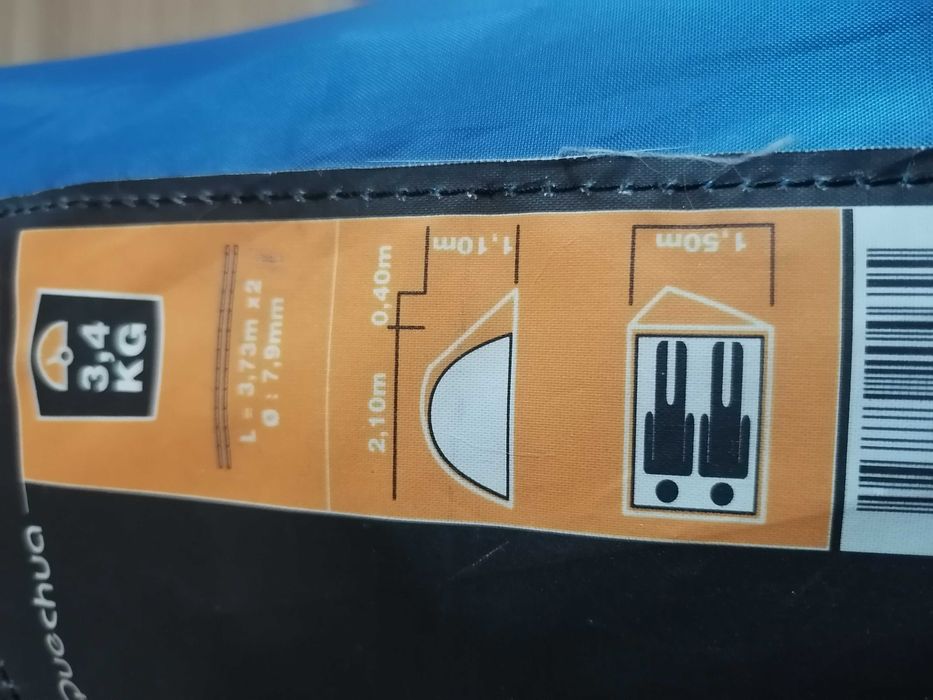 quechua
3,4
KG
L = 3,73m x2
Ø : 7,9mm
2,10m
0,40m
1,10m
1,50m